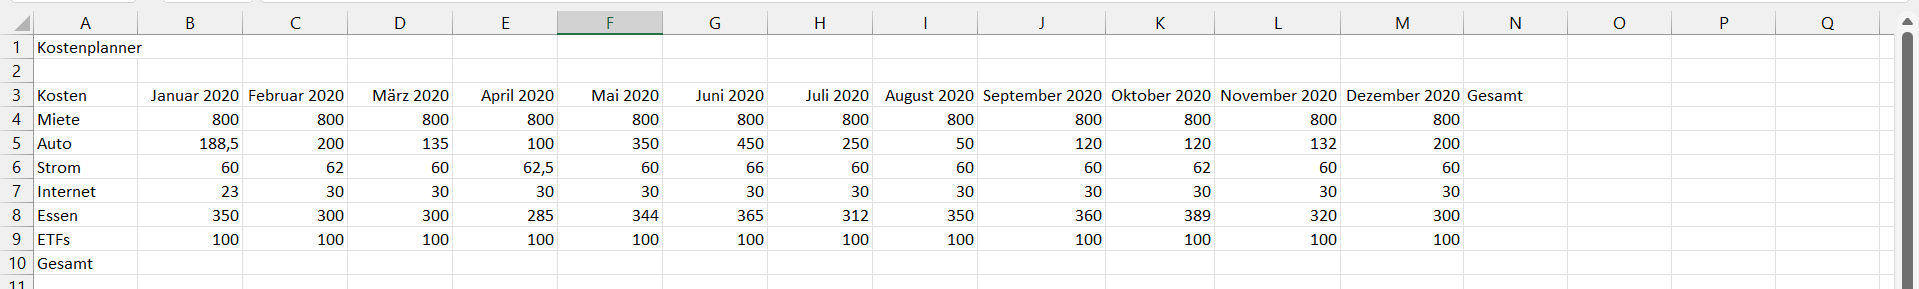 A B C D E F G H I J K L M N O P Q
1 Kostenplanner
2
3 Kosten Januar 2020 Februar 2020 März 2020 April 2020 Mai 2020 Juni 2020 Juli 2020 August 2020 September 2020 Oktober 2020 November 2020 Dezember 2020 Gesamt
4 Miete 800 800 800 800 800 800 800 800 800 800 800 800
5 Auto 188,5 200 135 100 350 450 250 50 120 120 132 200
6 Strom 60 62 60 62,5 60 66 60 60 60 62 60 60
7 Internet 23 30 30 30 30 30 30 30 30 30 30 30
8 Essen 350 300 300 285 344 365 312 350 360 389 320 300
9 ETFs 100 100 100 100 100 100 100 100 100 100 100 100
10 Gesamt
11